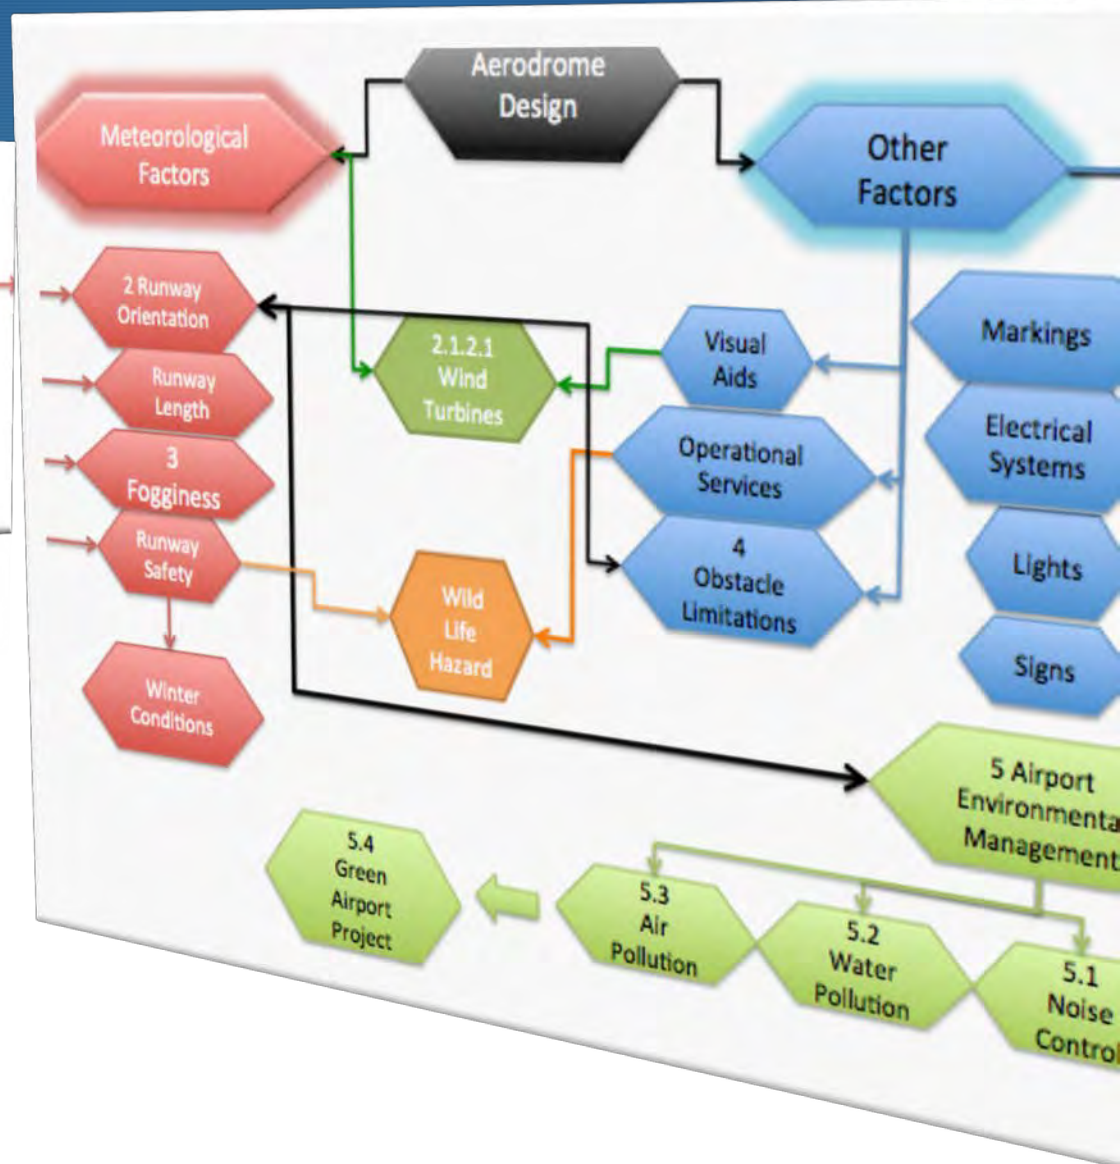 Aerodrome
Design
Meteorological
Factors
Other
Factors
2 Runway
Orientation
Runway
Length
3
Fogginess
Runway
Safety
Winter
Conditions
2.1.2.1
Wind
Turbines
Wild
Life
Hazard
Visual
Aids
Operational
Services
4
Obstacle
Limitations
Markings
Electrical
Systems
Lights
Signs
5 Airport
Environmenta
Management
5.4
Green
Airport
Project
5.3
Air
Pollution
5.2
Water
Pollution
5.1
Noise
Control